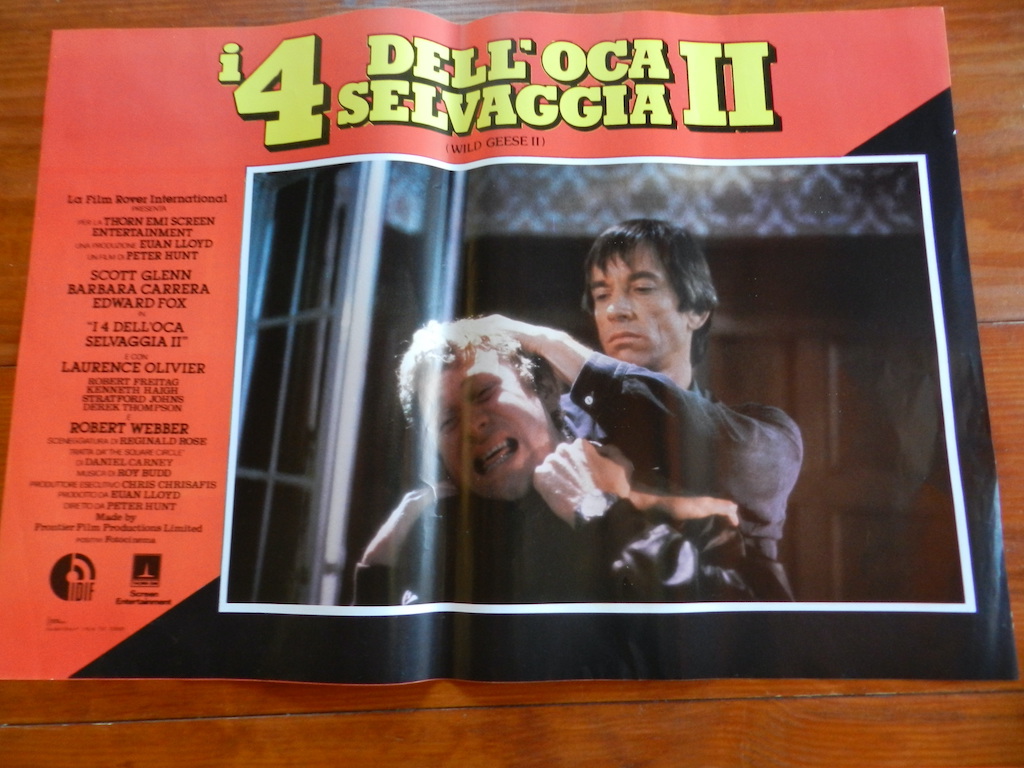 i 4 DELL'OCA
SELVAGGIA II
(WILD GEESE II)
La Film Rover International
PRESENTA
PER LA THORN EMI SCREEN
ENTERTAINMENT
UNA PRODUZIONE EUAN LLOYD
UN FILM DI PETER HUNT
SCOTT GLENN
BARBARA CARRERA
EDWARD FOX
IN
"I 4 DELL'OCA
SELVAGGIA II"
E CON
LAURENCE OLIVIER
ROBERT FREITAG
KENNETH HAIGH
STRATFORD JOHNS
DEREK THOMPSON
E
ROBERT WEBBER
SCENEGGIATURA DI REGINALD ROSE
TRATTA DA "THE SQUARE CIRCLE"
DI DANIEL CARNEY
MUSICA DI ROY BUDD
PRODUTTORE ESECUTIVO CHRIS CHRISAFIS
PRODOTTO DA EUAN LLOYD
DIRETTO DA PETER HUNT
Made by
Frontier Film Productions Limited
POSITIVI Fotocinema
IDIF
Screen
Entertainment